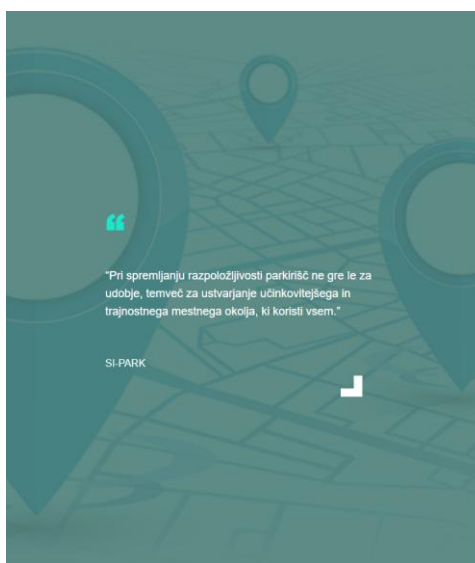 “
“Pri spremljanju razpoložljivosti parkirišč ne gre le za
udobje, temveč za ustvarjanje učinkovitejšega in
trajnostnega mestnega okolja, ki koristi vsem.”
SI-PARK